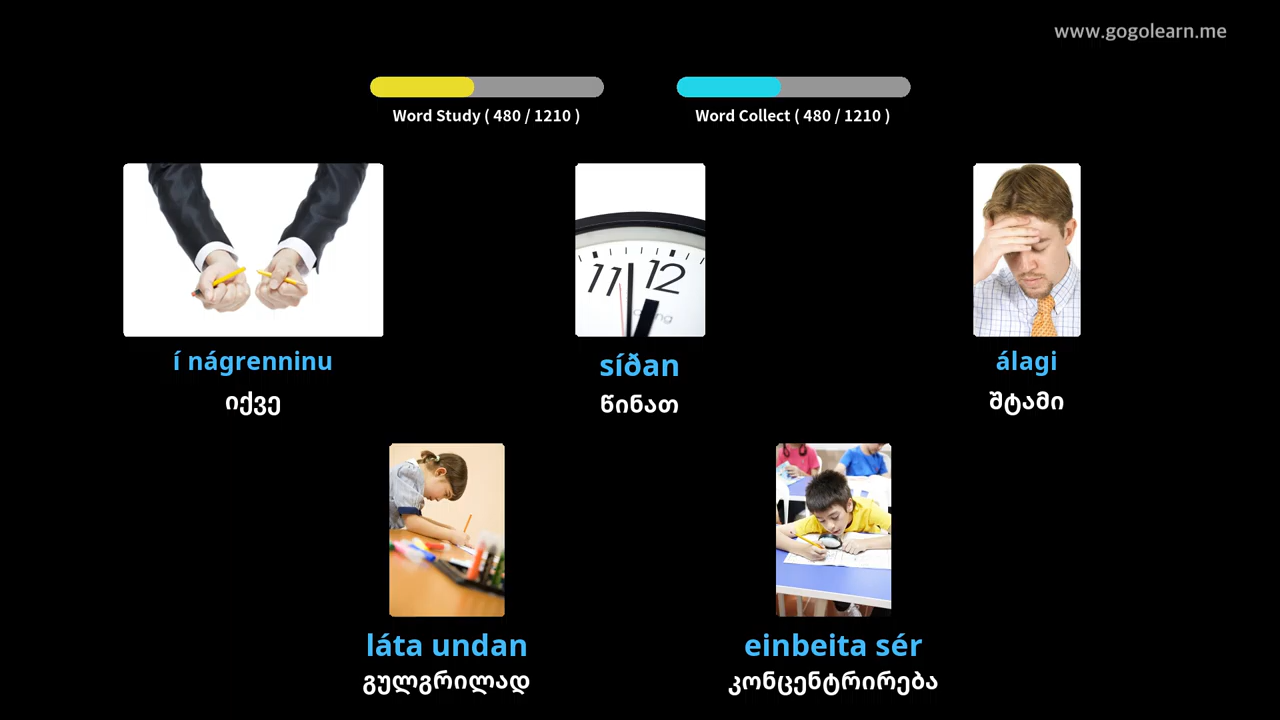 www.gogolearn.me
Word Study ( 480 / 1210 )
Word Collect ( 480 / 1210 )
í nágrenninu
იქვე
síðan
წინათ
álagi
შტამი
láta undan
გულგრილად
einbeita sér
კონცენტრირება